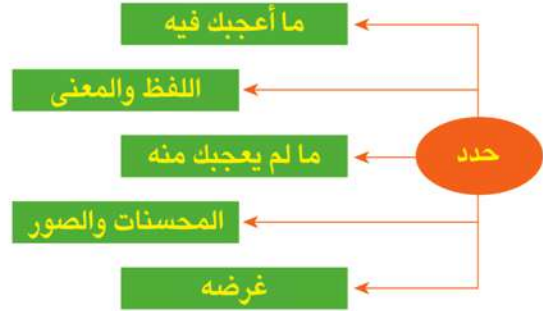 حدد
ما أعجبك فيه
اللفظ والمعنى
ما لم يعجبك منه
المحسنات والصور
غرضه